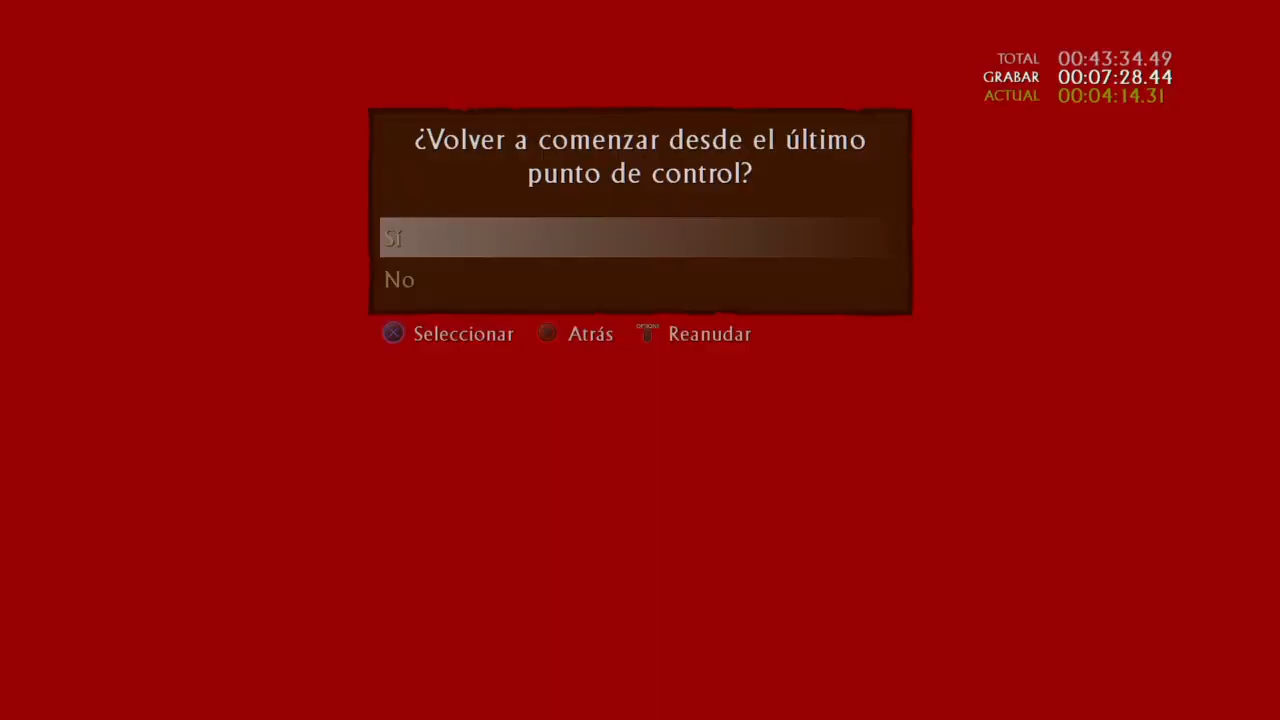 TOTAL 00:43:34.49
GRABAR 00:07:28.44
ACTUAL 00:04:14.31
¿Volver a comenzar desde el último
punto de control?
Sí
No
Seleccionar Atrás OPTIONS Reanudar